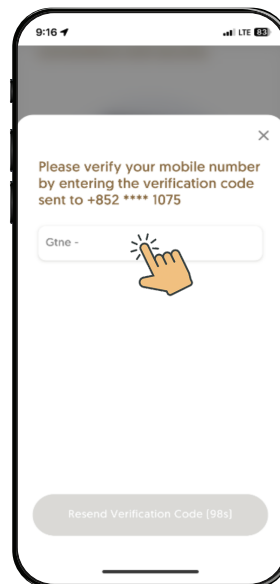 9:16
LTE 83
Please verify your mobile number
by entering the verification code
sent to +852 **** 1075
Gtne -
Resend Verification Code (98s)